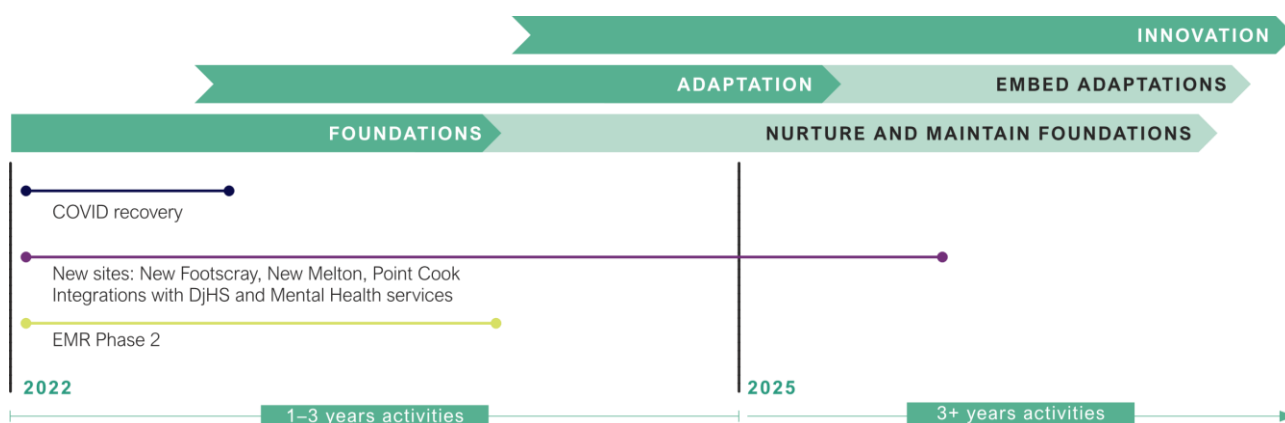 INNOVATION
ADAPTATION
EMBED ADAPTATIONS
FOUNDATIONS
NURTURE AND MAINTAIN FOUNDATIONS
COVID recovery
New sites: New Footscray, New Melton, Point Cook
Integrations with DjHS and Mental Health services
EMR Phase 2
2022
2025
1–3 years activities
3+ years activities